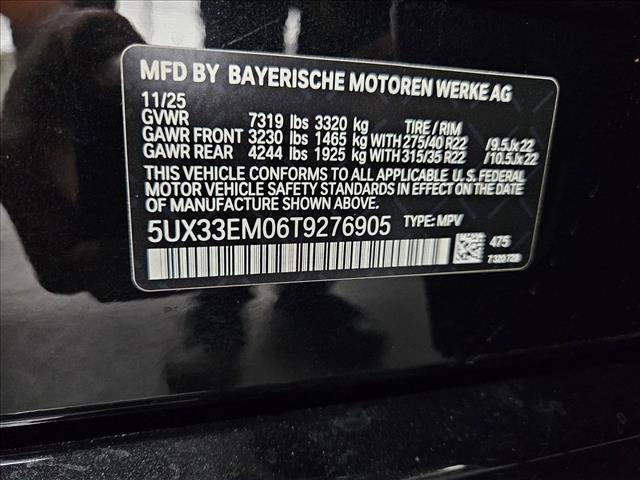 MFD BY BAYERISCHE MOTOREN WERKE AG
11/25
GVWR 7319 lbs 3320 kg TIRE / RIM
GAWR FRONT 3230 lbs 1465 kg WITH 275/40 R22 /9.5Jx22
GAWR REAR 4244 lbs 1925 kg WITH 315/35 R22 /10.5Jx22
THIS VEHICLE CONFORMS TO ALL APPLICABLE U.S. FEDERAL
MOTOR VEHICLE SAFETY STANDARDS IN EFFECT ON THE DATE
OF MANUFACTURE SHOWN ABOVE.
5UX33EM06T9276905 TYPE: MPV
475